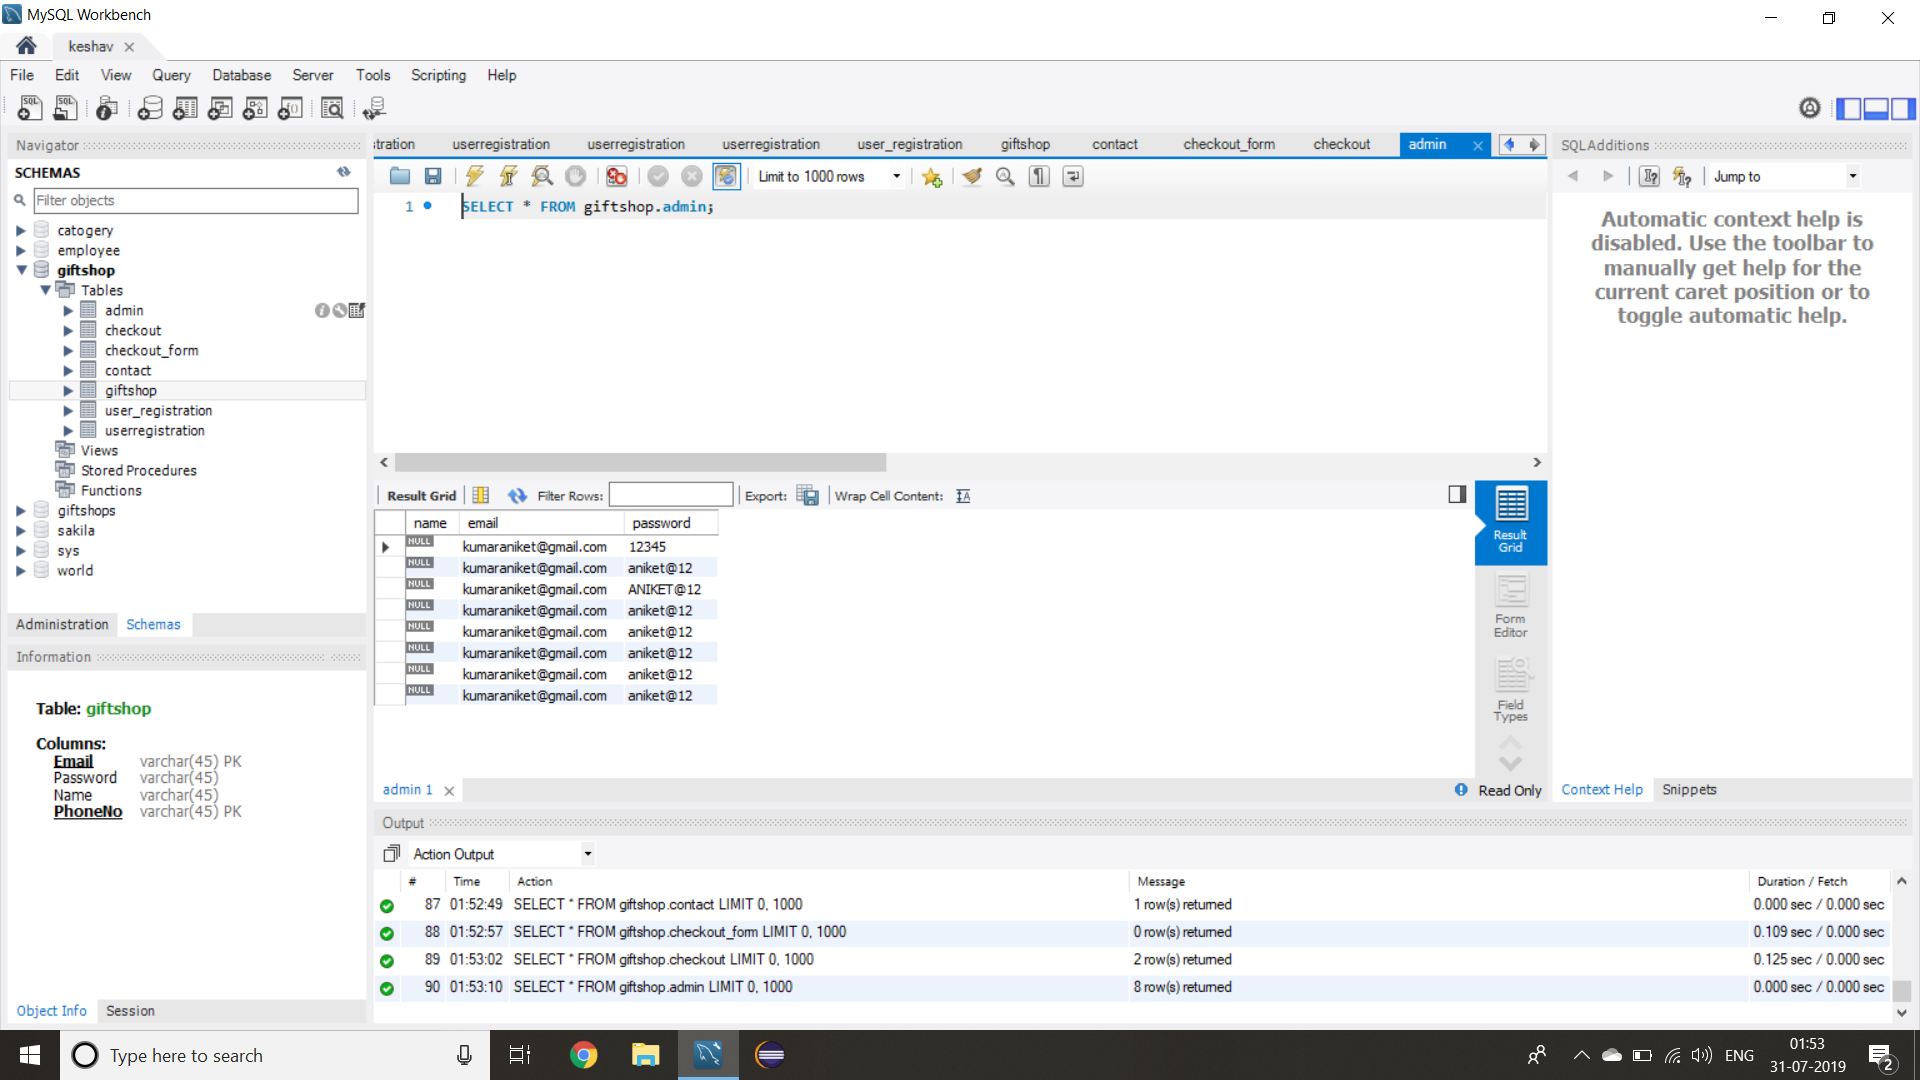 MySQL Workbench
keshav
File Edit View Query Database Server Tools Scripting Help
Navigator
SCHEMAS
Filter objects
catogery
employee
giftshop
Tables
admin
checkout
checkout_form
contact
giftshop
user_registration
userregistration
Views
Stored Procedures
Functions
giftshops
sakila
sys
world
Administration Schemas
Information
Table: giftshop
Columns:
Email varchar(45) PK
Password varchar(45)
Name varchar(45)
PhoneNo varchar(45) PK
Object Info Session
stration userregistration userregistration userregistration user_registration giftshop contact checkout_form checkout admin
Limit to 1000 rows
1 SELECT * FROM giftshop.admin;
Result Grid Filter Rows: Export: Wrap Cell Content:
name email password
NULL kumaraniket@gmail.com 12345
NULL kumaraniket@gmail.com aniket@12
NULL kumaraniket@gmail.com ANIKET@12
NULL kumaraniket@gmail.com aniket@12
NULL kumaraniket@gmail.com aniket@12
NULL kumaraniket@gmail.com aniket@12
NULL kumaraniket@gmail.com aniket@12
NULL kumaraniket@gmail.com aniket@12
Result
Grid
Form
Editor
Field
Types
admin 1
Read Only
SQLAdditions
Jump to
Automatic context help is
disabled. Use the toolbar to
manually get help for the
current caret position or to
toggle automatic help.
Context Help Snippets
Output
Action Output
# Time Action Message Duration / Fetch
87 01:52:49 SELECT * FROM giftshop.contact LIMIT 0, 1000 1 row(s) returned 0.000 sec / 0.000 sec
88 01:52:57 SELECT * FROM giftshop.checkout_form LIMIT 0, 1000 0 row(s) returned 0.109 sec / 0.000 sec
89 01:53:02 SELECT * FROM giftshop.checkout LIMIT 0, 1000 2 row(s) returned 0.125 sec / 0.000 sec
90 01:53:10 SELECT * FROM giftshop.admin LIMIT 0, 1000 8 row(s) returned 0.000 sec / 0.000 sec
Type here to search
ENG
01:53
31-07-2019
2